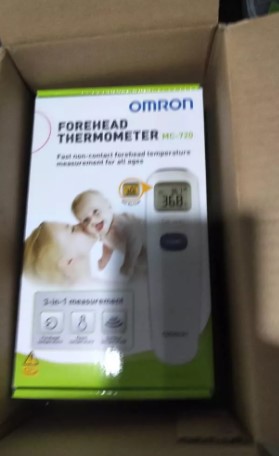 OMRON
FOREHEAD
THERMOMETER MC-720
Fast non-contact forehead temperature
measurement for all ages
36.8
3-in-1 measurement